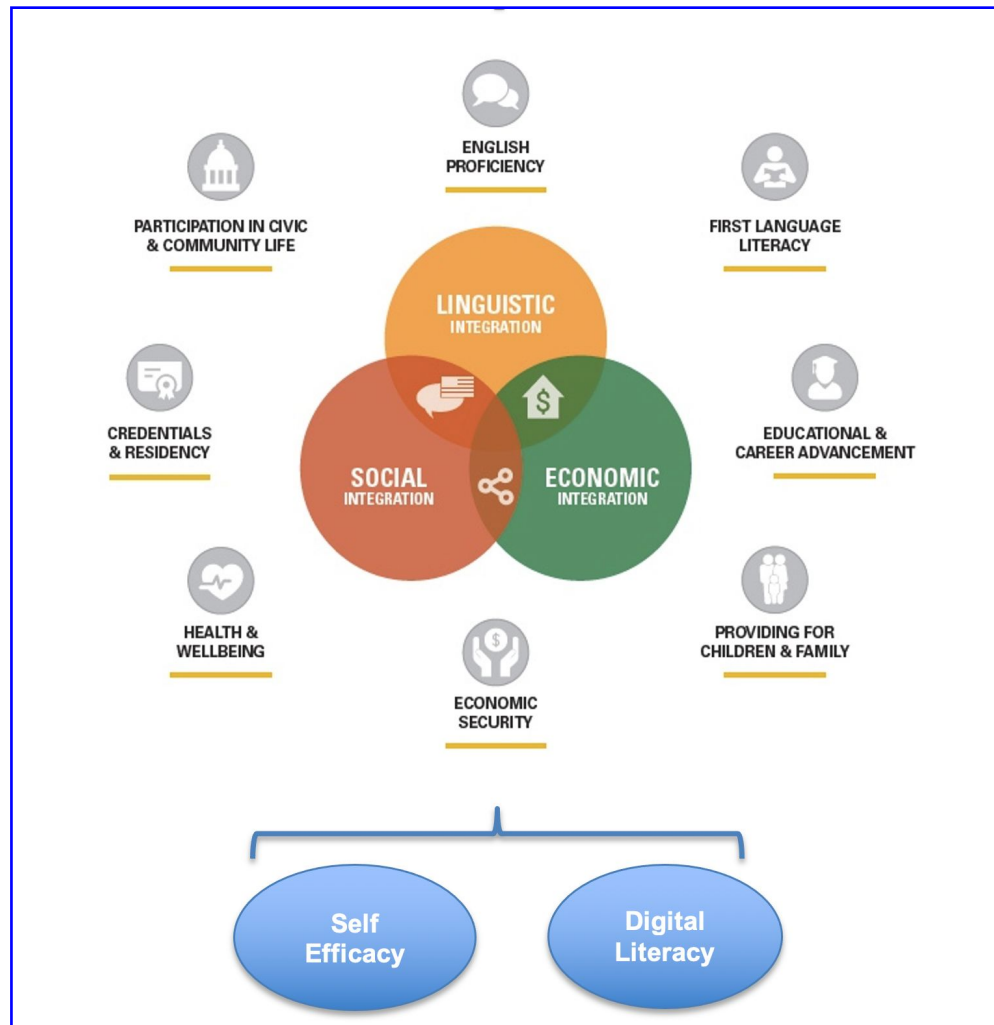 ENGLISH
PROFICIENCY
PARTICIPATION IN CIVIC
& COMMUNITY LIFE
FIRST LANGUAGE
LITERACY
LINGUISTIC
INTEGRATION
$
CREDENTIALS
& RESIDENCY
EDUCATIONAL &
CAREER ADVANCEMENT
SOCIAL
INTEGRATION
ECONOMIC
INTEGRATION
HEALTH &
WELLBEING
PROVIDING FOR
CHILDREN & FAMILY
$
ECONOMIC
SECURITY
Self
Efficacy
Digital
Literacy